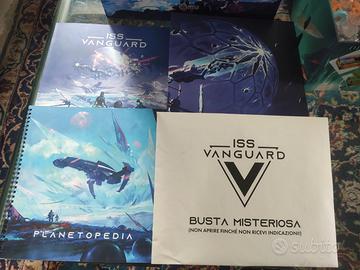 ISS
VANGUARD
ISS
VANGUARD
PLANETOPEDIA
BUSTA MISTERIOSA
(NON APRIRE FINCHÉ NON RICEVI INDICAZIONI)
subito